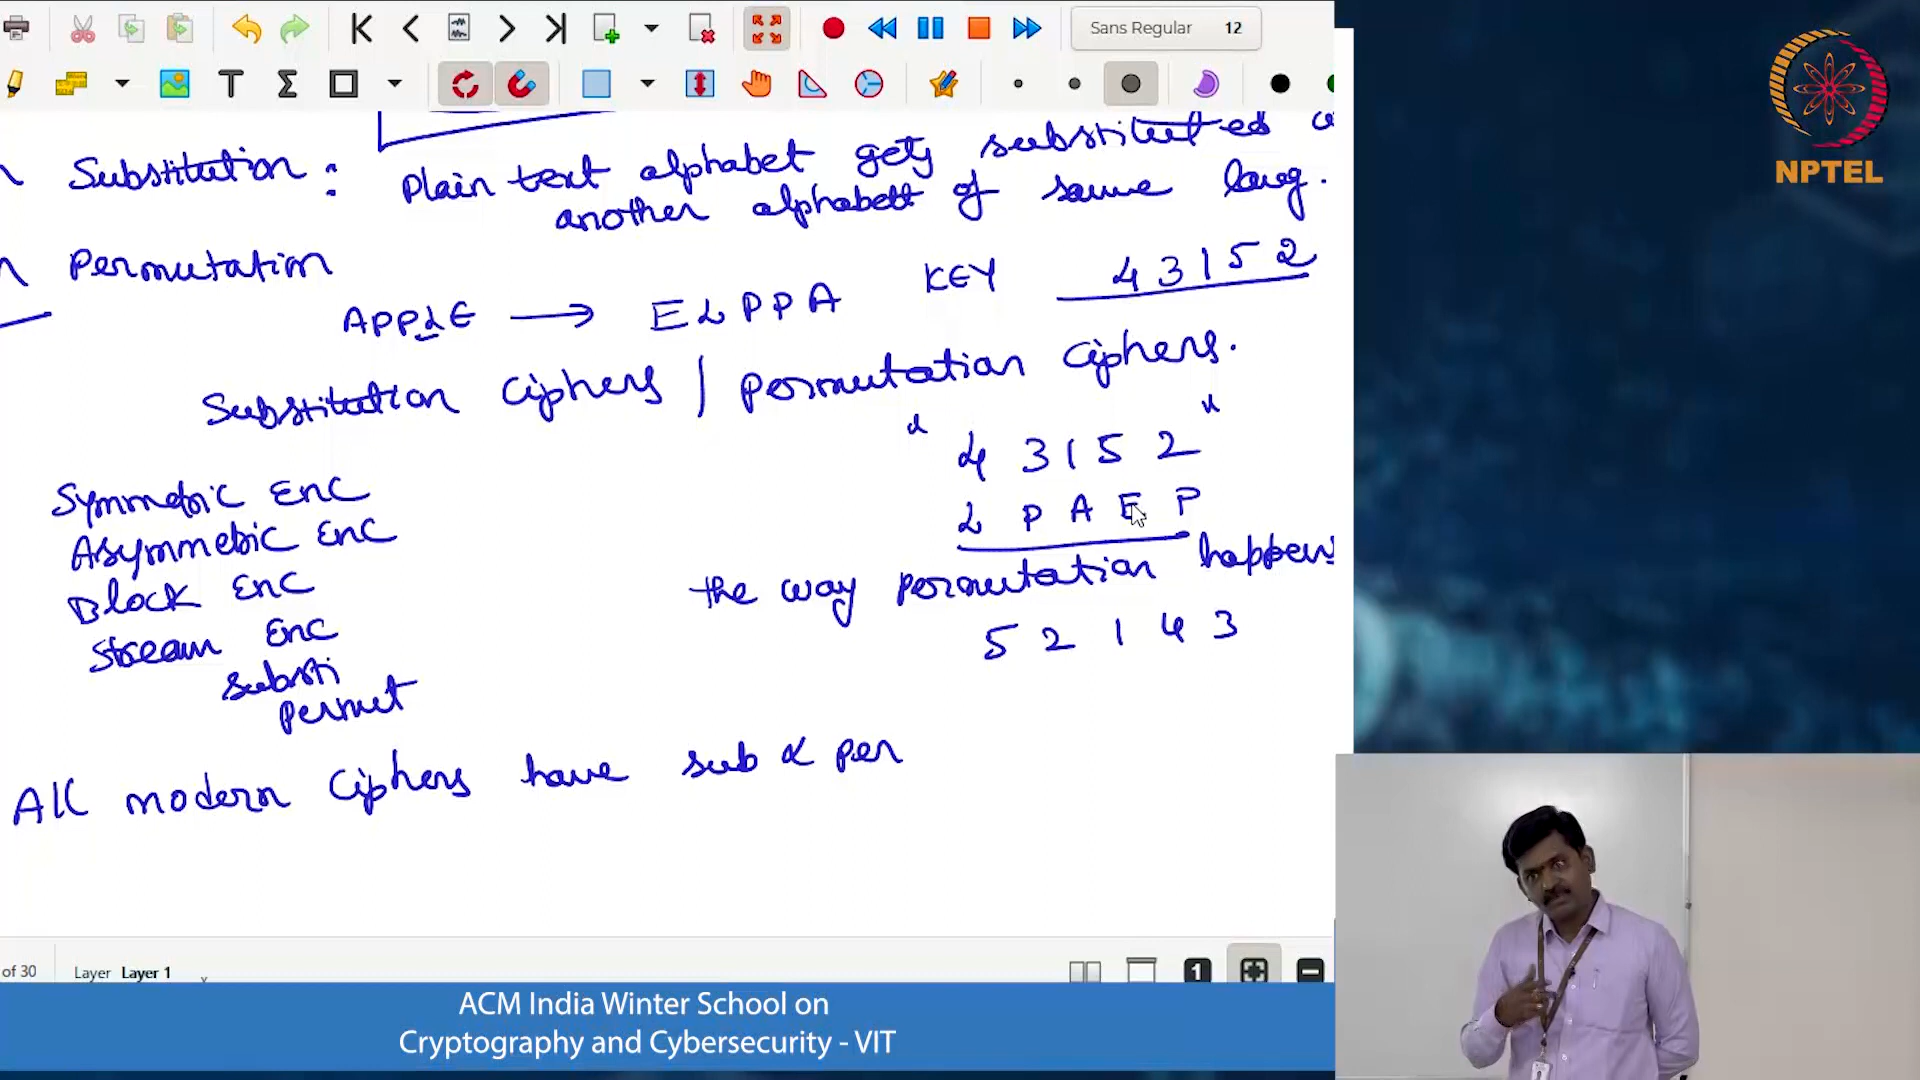 Sans Regular 12
NPTEL
Substitution : Plain text alphabet gets substituted
another alphabet of same lang.
Permutation
KEY 4 3 1 5 2
APPLE → ELPPA
Substitution Ciphers / Permutation Ciphers.
4 3 1 5 2
L P A E P
the way permutation happens
5 2 1 4 3
Symmetric Enc
Asymmetric Enc
Block Enc
Stream Enc
Substi
Permut
All modern Ciphers have sub & per
of 30 Layer Layer 1
ACM India Winter School on
Cryptography and Cybersecurity - VIT